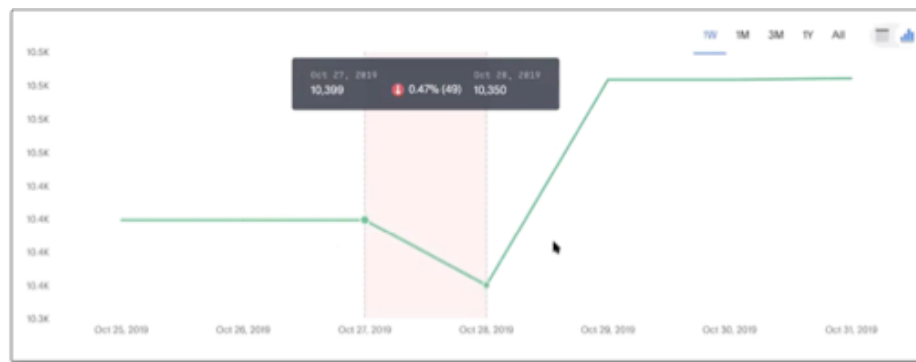 1W 1M 3M 1Y All
10.5K
10.5K
10.5K
10.5K
10.4K
10.4K
10.4K
10.4K
10.3K
Oct 27, 2019 Oct 28, 2019
10,399 0.47% (49) 10,350
Oct 25, 2019 Oct 26, 2019 Oct 27, 2019 Oct 28, 2019 Oct 29, 2019 Oct 30, 2019 Oct 31, 2019